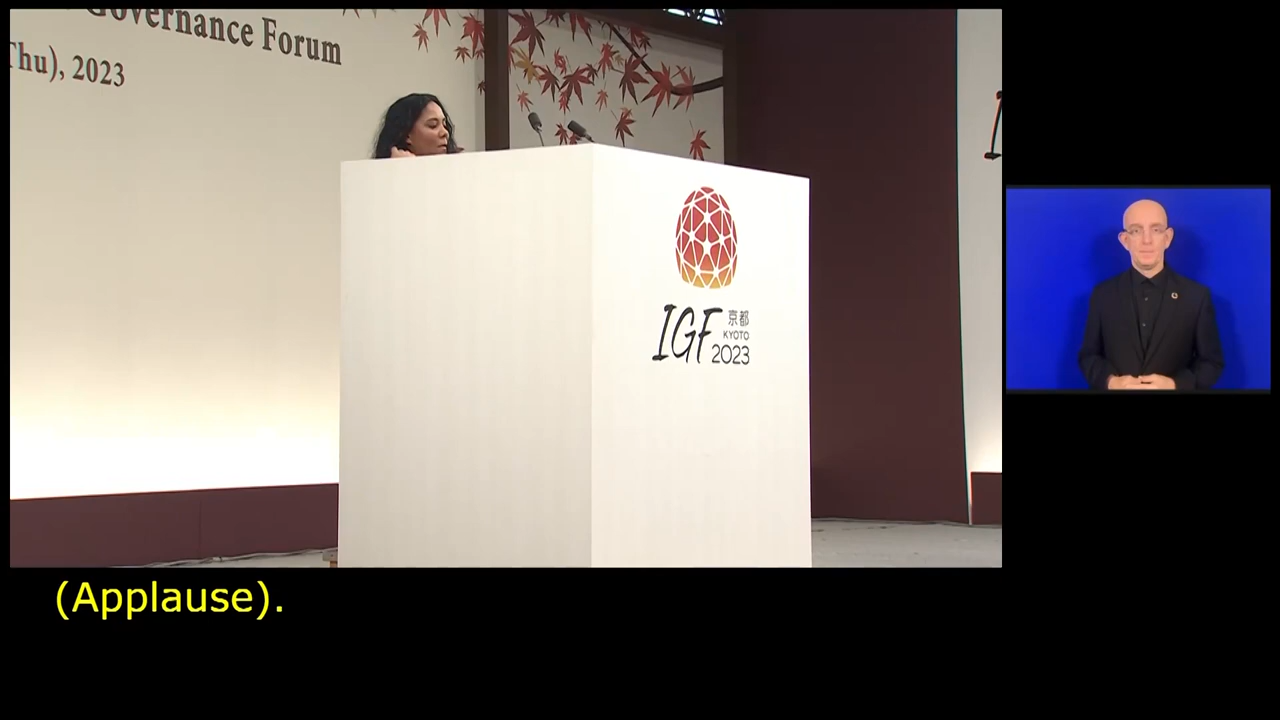 Governance Forum
Thu), 2023
IGF 京都
KYOTO
2023
(Applause).